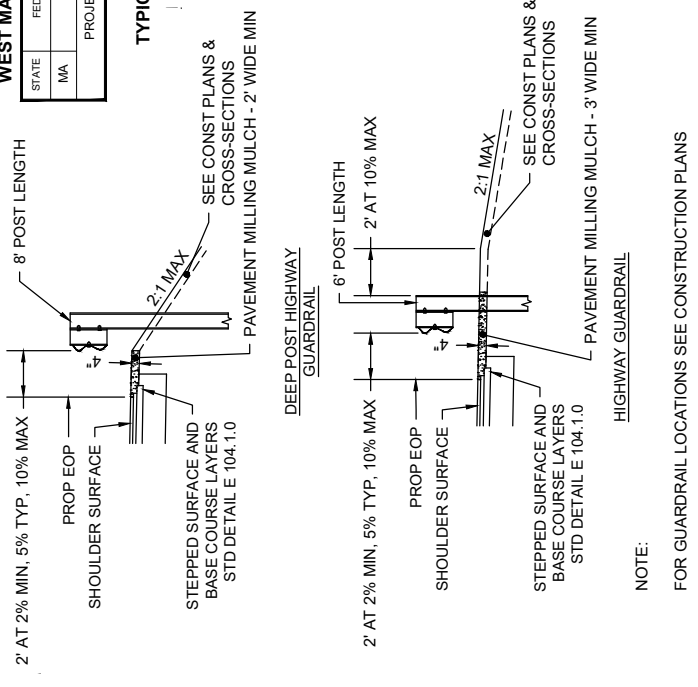 WEST MA
STATE
FED
MA
PROJE
TYPIC
8' POST LENGTH
2' AT 2% MIN, 5% TYP, 10% MAX
PROP EOP
SHOULDER SURFACE
4"
2:1 MAX
STEPPED SURFACE AND
BASE COURSE LAYERS
STD DETAIL E 104.1.0
SEE CONST PLANS &
CROSS-SECTIONS
PAVEMENT MILLING MULCH - 2' WIDE MIN
DEEP POST HIGHWAY
GUARDRAIL
6' POST LENGTH
2' AT 2% MIN, 5% TYP, 10% MAX
2' AT 10% MAX
PROP EOP
SHOULDER SURFACE
4"
2:1 MAX
STEPPED SURFACE AND
BASE COURSE LAYERS
STD DETAIL E 104.1.0
SEE CONST PLANS &
CROSS-SECTIONS
PAVEMENT MILLING MULCH - 3' WIDE MIN
HIGHWAY GUARDRAIL
NOTE:
FOR GUARDRAIL LOCATIONS SEE CONSTRUCTION PLANS